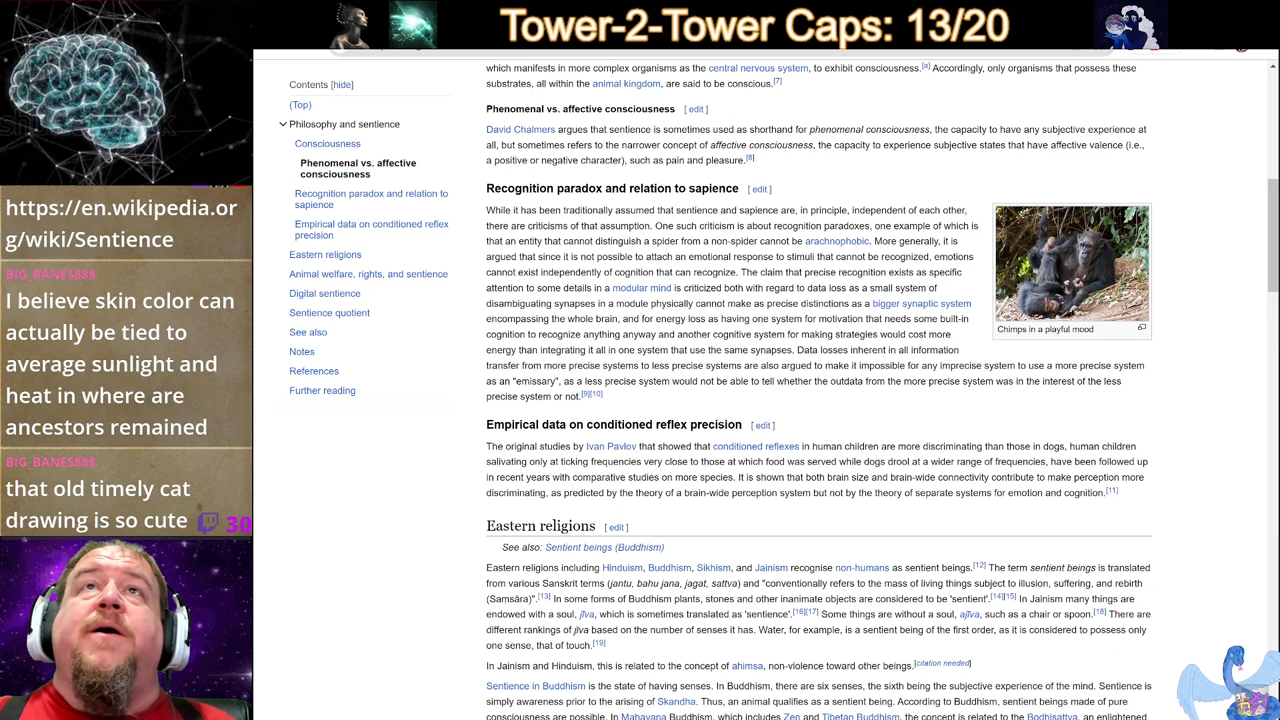 Tower-2-Tower Caps: 13/20
https://en.wikipedia.or
g/wiki/Sentience
BIG_BANES888
I believe skin color can
actually be tied to
average sunlight and
heat in where are
ancestors remained
BIG_BANES888
that old timely cat
drawing is so cute
30
Contents [hide]
(Top)
Philosophy and sentience
Consciousness
Phenomenal vs. affective
consciousness
Recognition paradox and relation to
sapience
Empirical data on conditioned reflex
precision
Eastern religions
Animal welfare, rights, and sentience
Digital sentience
Sentience quotient
See also
Notes
References
Further reading
which manifests in more complex organisms as the central nervous system, to exhibit consciousness.[a] Accordingly, only organisms that possess these
substrates, all within the animal kingdom, are said to be conscious.[7]
Phenomenal vs. affective consciousness [ edit ]
David Chalmers argues that sentience is sometimes used as shorthand for phenomenal consciousness, the capacity to have any subjective experience at
all, but sometimes refers to the narrower concept of affective consciousness, the capacity to experience subjective states that have affective valence (i.e.,
a positive or negative character), such as pain and pleasure.[8]
Recognition paradox and relation to sapience [ edit ]
While it has been traditionally assumed that sentience and sapience are, in principle, independent of each other,
there are criticisms of that assumption. One such criticism is about recognition paradoxes, one example of which is
that an entity that cannot distinguish a spider from a non-spider cannot be arachnophobic. More generally, it is
argued that since it is not possible to attach an emotional response to stimuli that cannot be recognized, emotions
cannot exist independently of cognition that can recognize. The claim that precise recognition exists as specific
attention to some details in a modular mind is criticized both with regard to data loss as a small system of
disambiguating synapses in a module physically cannot make as precise distinctions as a bigger synaptic system
encompassing the whole brain, and for energy loss as having one system for motivation that needs some built-in
cognition to recognize anything anyway and another cognitive system for making strategies would cost more
energy than integrating it all in one system that use the same synapses. Data losses inherent in all information
transfer from more precise systems to less precise systems are also argued to make it impossible for any imprecise system to use a more precise system
as an "emissary", as a less precise system would not be able to tell whether the outdata from the more precise system was in the interest of the less
precise system or not.[9][10]
Chimps in a playful mood
Empirical data on conditioned reflex precision [ edit ]
The original studies by Ivan Pavlov that showed that conditioned reflexes in human children are more discriminating than those in dogs, human children
salivating only at ticking frequencies very close to those at which food was served while dogs drool at a wider range of frequencies, have been followed up
in recent years with comparative studies on more species. It is shown that both brain size and brain-wide connectivity contribute to make perception more
discriminating, as predicted by the theory of a brain-wide perception system but not by the theory of separate systems for emotion and cognition.[11]
Eastern religions [ edit ]
See also: Sentient beings (Buddhism)
Eastern religions including Hinduism, Buddhism, Sikhism, and Jainism recognise non-humans as sentient beings.[12] The term sentient beings is translated
from various Sanskrit terms (jantu, bahu jana, jagat, sattva) and "conventionally refers to the mass of living things subject to illusion, suffering, and rebirth
(Saṃsāra)".[13] In some forms of Buddhism plants, stones and other inanimate objects are considered to be 'sentient'.[14][15] In Jainism many things are
endowed with a soul, jīva, which is sometimes translated as 'sentience'.[16][17] Some things are without a soul, ajīva, such as a chair or spoon.[18] There are
different rankings of jīva based on the number of senses it has. Water, for example, is a sentient being of the first order, as it is considered to possess only
one sense, that of touch.[19]
In Jainism and Hinduism, this is related to the concept of ahimsa, non-violence toward other beings.[citation needed]
Sentience in Buddhism is the state of having senses. In Buddhism, there are six senses, the sixth being the subjective experience of the mind. Sentience is
simply awareness prior to the arising of Skandha. Thus, an animal qualifies as a sentient being. According to Buddhism, sentient beings made of pure
consciousness are possible. In Mahayana Buddhism, which includes Zen and Tibetan Buddhism, the concept is related to the Bodhisattva, an enlightened